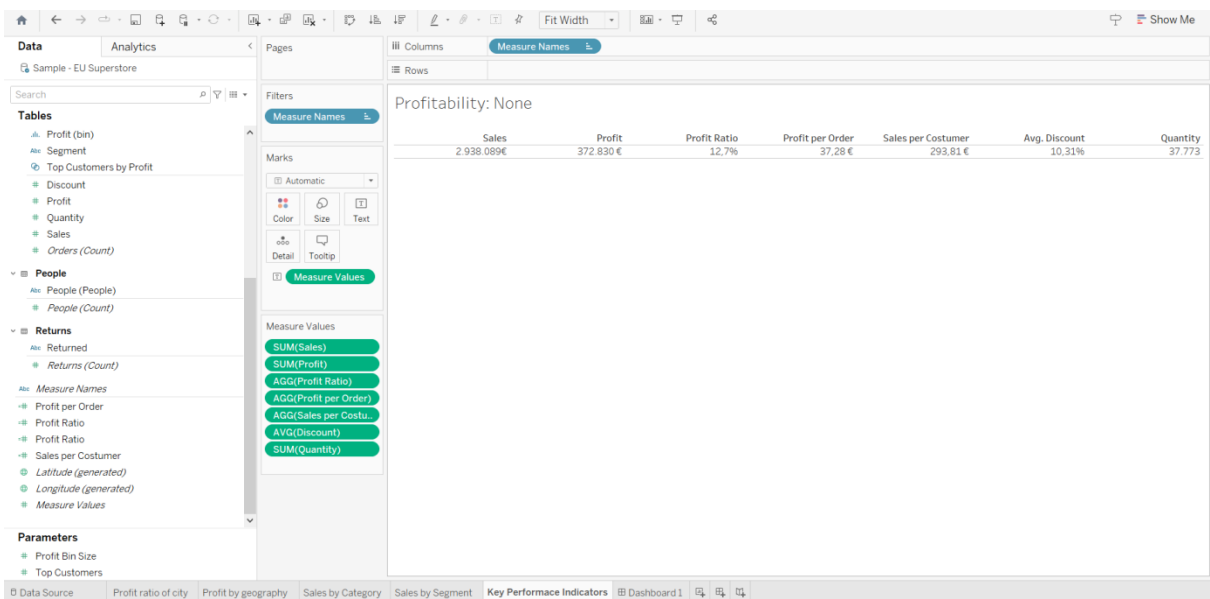 Fit Width
Show Me
Data
Analytics
Sample - EU Superstore
Search
Tables
Profit (bin)
Abc Segment
Top Customers by Profit
# Discount
# Profit
# Quantity
# Sales
# Orders (Count)
People
Abc People (People)
# People (Count)
Returns
Abc Returned
# Returns (Count)
Abc Measure Names
=# Profit per Order
=# Profit Ratio
=# Profit Ratio
=# Sales per Costumer
Latitude (generated)
Longitude (generated)
# Measure Values
Parameters
# Profit Bin Size
# Top Customers
Pages
Filters
Measure Names
Marks
T Automatic
Color Size Text
Detail Tooltip
Measure Values
Measure Values
SUM(Sales)
SUM(Profit)
AGG(Profit Ratio)
AGG(Profit per Order)
AGG(Sales per Costu..
AVG(Discount)
SUM(Quantity)
Columns
Measure Names
Rows
Profitability: None
Sales Profit Profit Ratio Profit per Order Sales per Costumer Avg. Discount Quantity
2.938.089€ 372.830 € 12,7% 37,28 € 293,81 € 10,31% 37.773
Data Source Profit ratio of city Profit by geography Sales by Category Sales by Segment Key Performace Indicators Dashboard 1